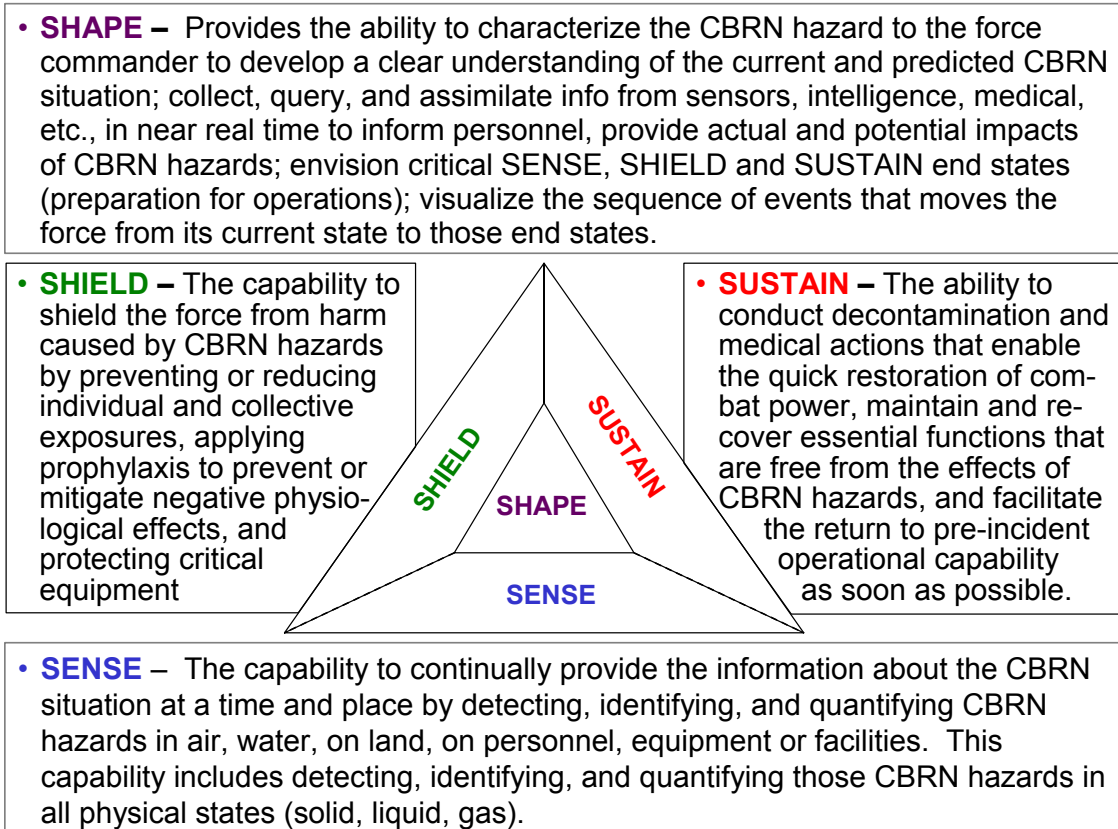 • SHAPE – Provides the ability to characterize the CBRN hazard to the force
commander to develop a clear understanding of the current and predicted CBRN
situation; collect, query, and assimilate info from sensors, intelligence, medical,
etc., in near real time to inform personnel, provide actual and potential impacts
of CBRN hazards; envision critical SENSE, SHIELD and SUSTAIN end states
(preparation for operations); visualize the sequence of events that moves the
force from its current state to those end states.
• SHIELD – The capability to
shield the force from harm
caused by CBRN hazards
by preventing or reducing
individual and collective
exposures, applying
prophylaxis to prevent or
mitigate negative physio-
logical effects, and
protecting critical
equipment
SHIELD
SUSTAIN
SHAPE
SENSE
• SUSTAIN – The ability to
conduct decontamination and
medical actions that enable
the quick restoration of com-
bat power, maintain and re-
cover essential functions that
are free from the effects of
CBRN hazards, and facilitate
the return to pre-incident
operational capability
as soon as possible.
• SENSE – The capability to continually provide the information about the CBRN
situation at a time and place by detecting, identifying, and quantifying CBRN
hazards in air, water, on land, on personnel, equipment or facilities. This
capability includes detecting, identifying, and quantifying those CBRN hazards in
all physical states (solid, liquid, gas).